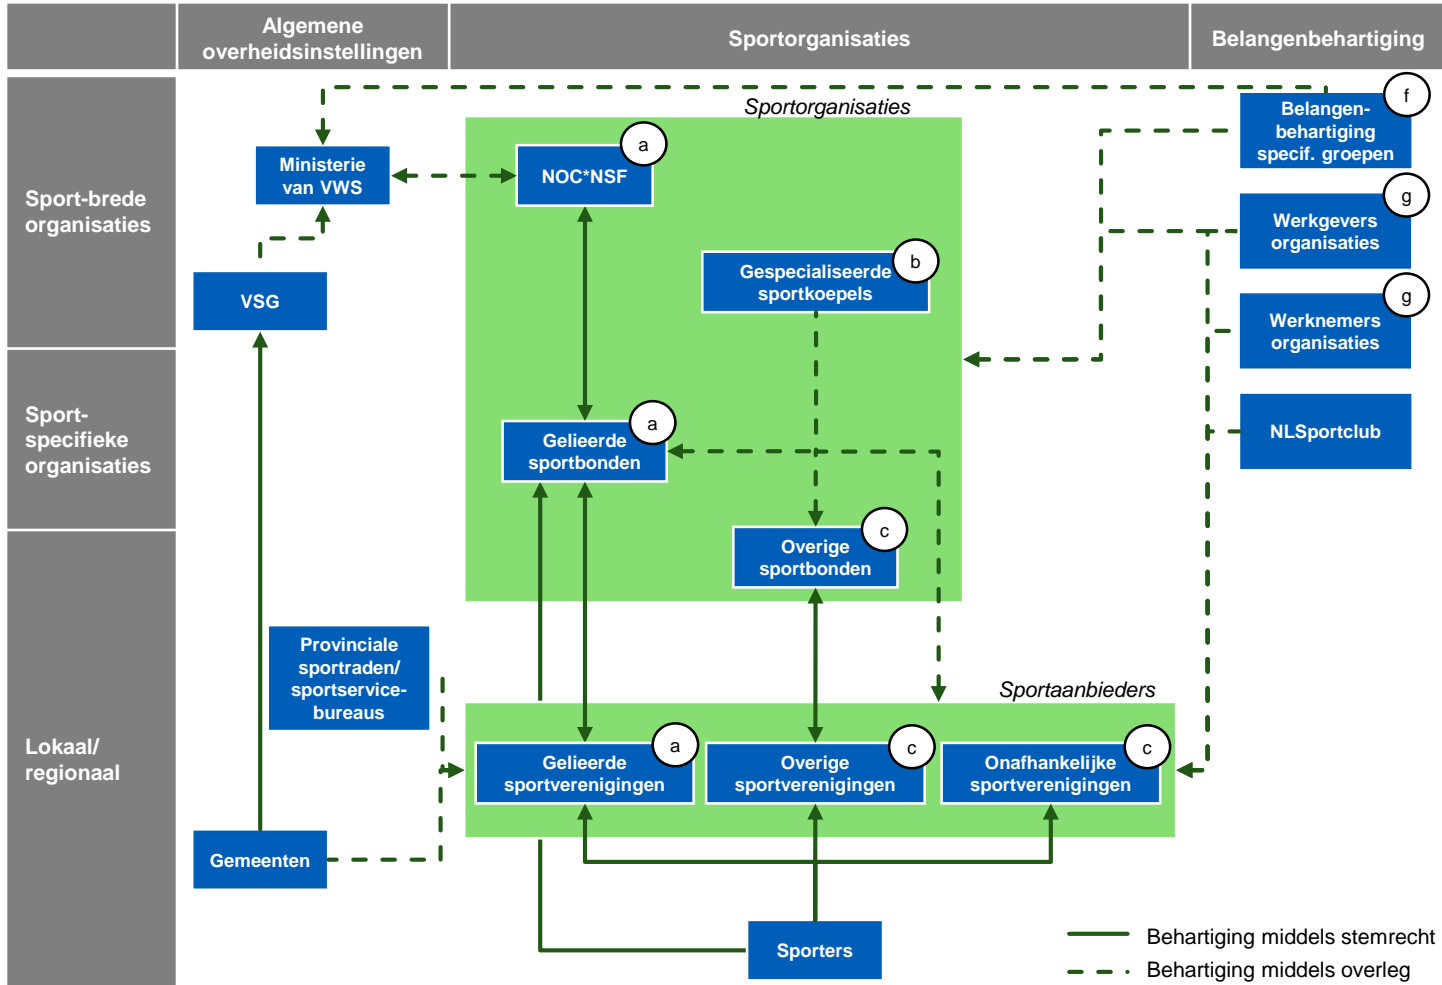 Algemene
overheidsinstellingen
Sportorganisaties
Belangenbehartiging
Sport-brede
organisaties
Sport-
specifieke
organisaties
Lokaal/
regionaal
Sportorganisaties
f
Belangen-
behartiging
specif. groepen
a
Ministerie
van VWS
NOC*NSF
g
Werkgevers
organisaties
b
Gespecialiseerde
sportkoepels
VSG
g
Werknemers
organisaties
a
Gelieerde
sportbonden
NLSportclub
c
Overige
sportbonden
Provinciale
sportraden/
sportservice-
bureaus
Sportaanbieders
a
Gelieerde
sportverenigingen
c
Overige
sportverenigingen
c
Onafhankelijke
sportverenigingen
Gemeenten
Sporters
Behartiging middels stemrecht
Behartiging middels overleg